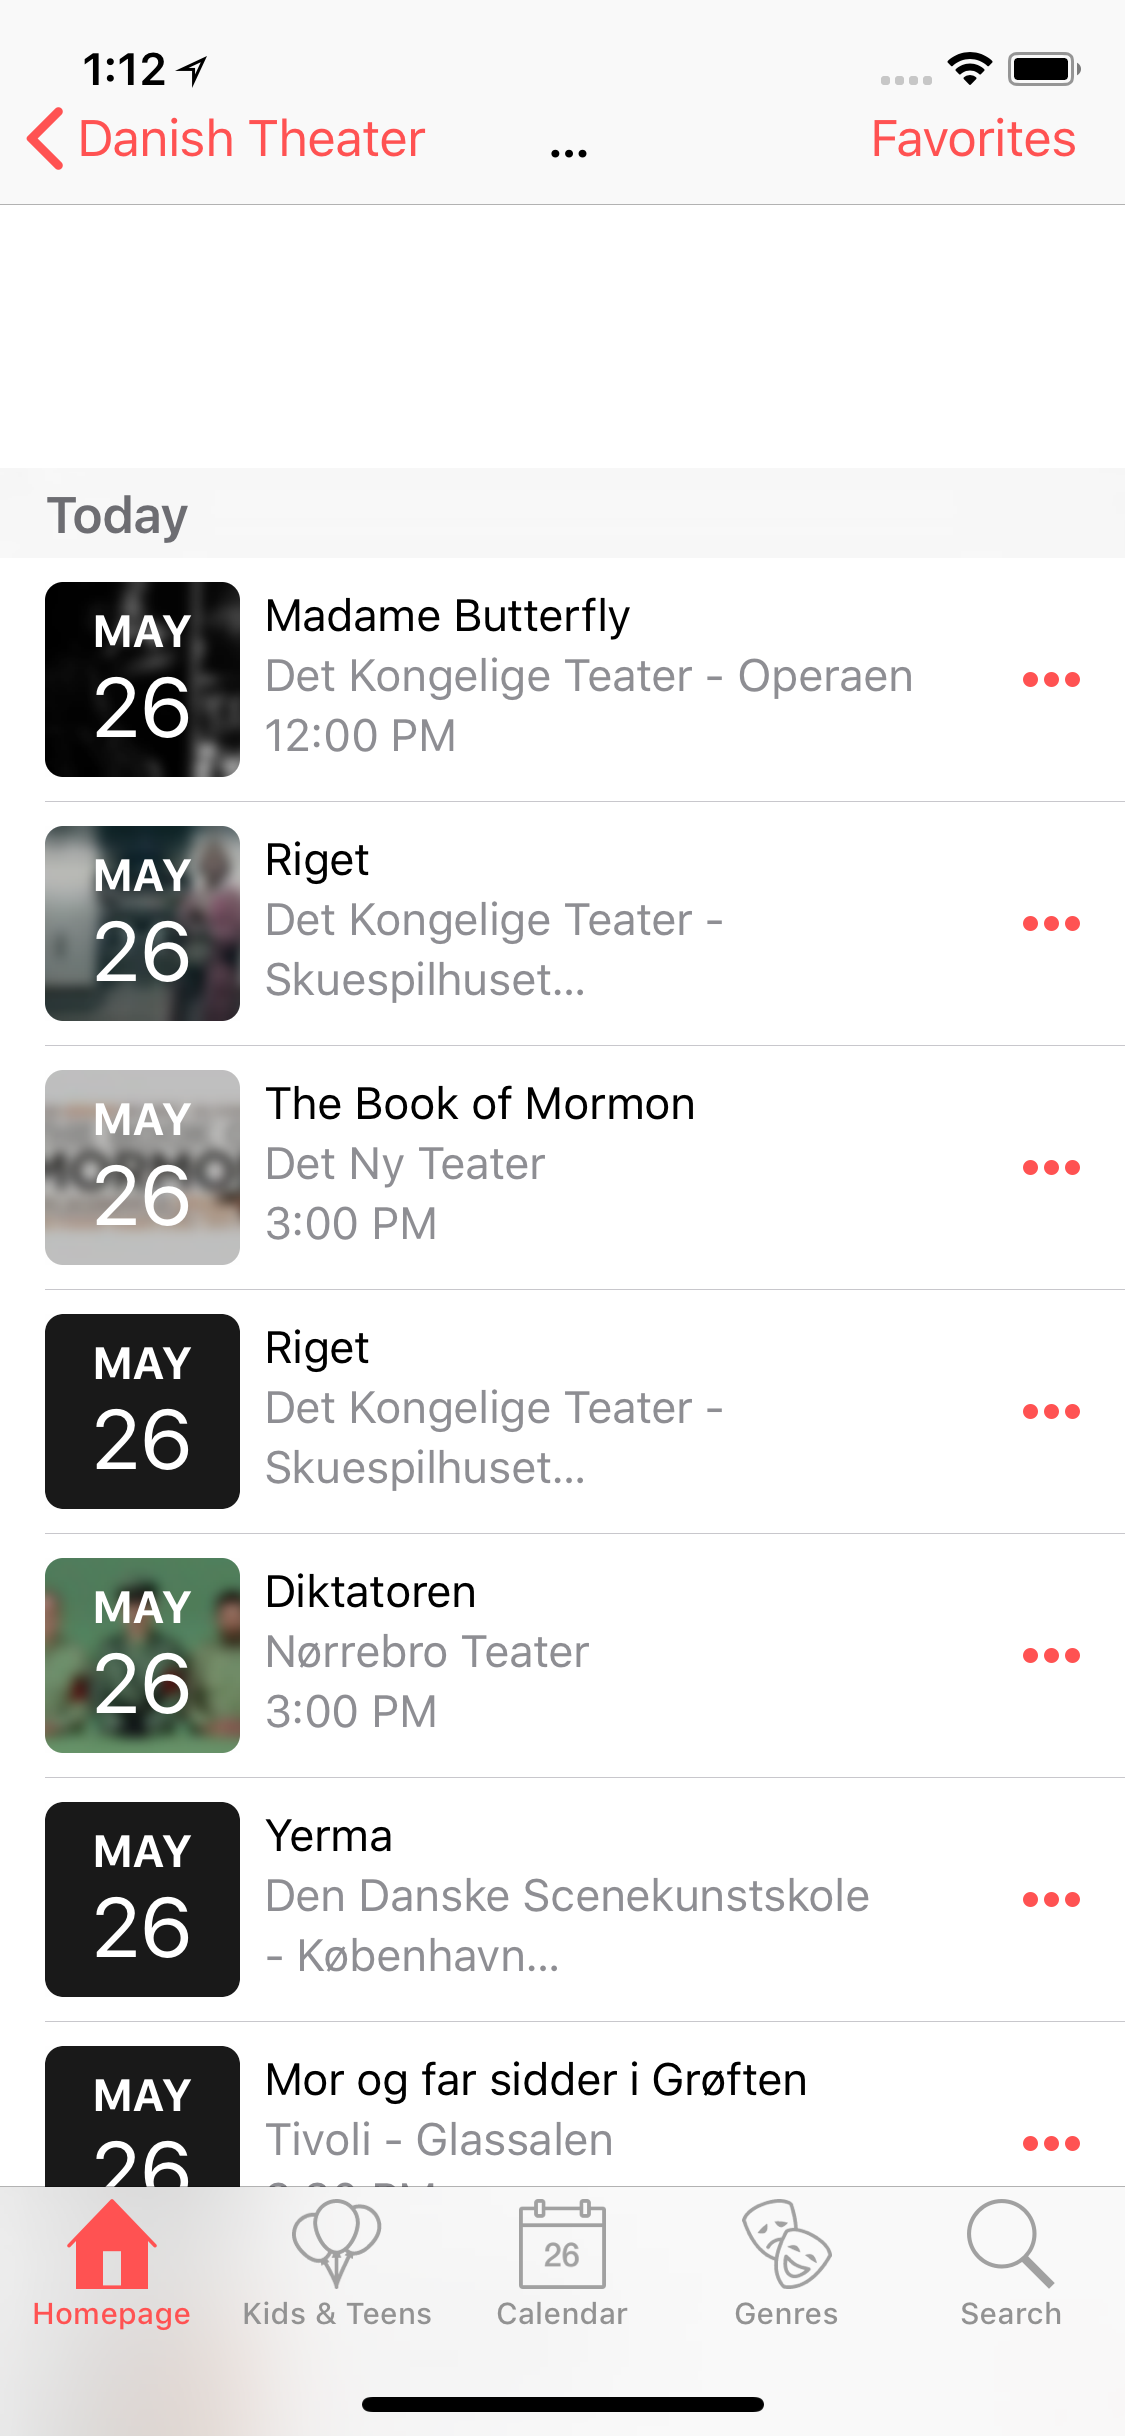 1:12
Danish Theater
...
Favorites
Today
MAY
26
Madame Butterfly
Det Kongelige Teater - Operaen
12:00 PM
MAY
26
Riget
Det Kongelige Teater -
Skuespilhuset...
MAY
26
The Book of Mormon
Det Ny Teater
3:00 PM
MAY
26
Riget
Det Kongelige Teater -
Skuespilhuset...
MAY
26
Diktatoren
Nørrebro Teater
3:00 PM
MAY
26
Yerma
Den Danske Scenekunstskole
- København...
MAY
26
Mor og far sidder i Grøften
Tivoli - Glassalen
26
Homepage
Kids & Teens
Calendar
Genres
Search